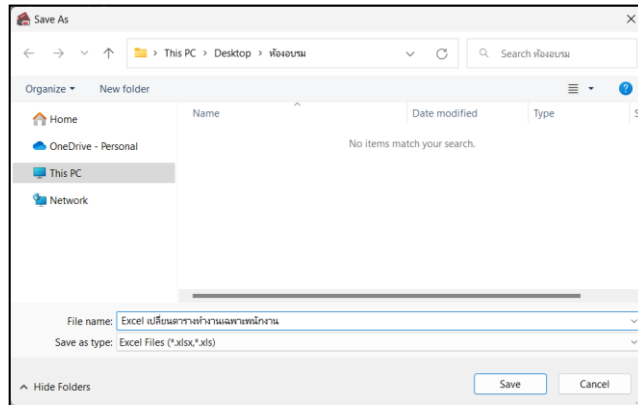 Save As
This PC > Desktop > ห้องอบรม
Search ห้องอบรม
Organize
New folder
Name
Date modified
Type
S
Home
No items match your search.
OneDrive - Personal
This PC
Network
File name: Excel เปลี่ยนตารางทำงานเฉพาะพนักงาน
Save as type: Excel Files (*.xlsx,*.xls)
Hide Folders
Save
Cancel